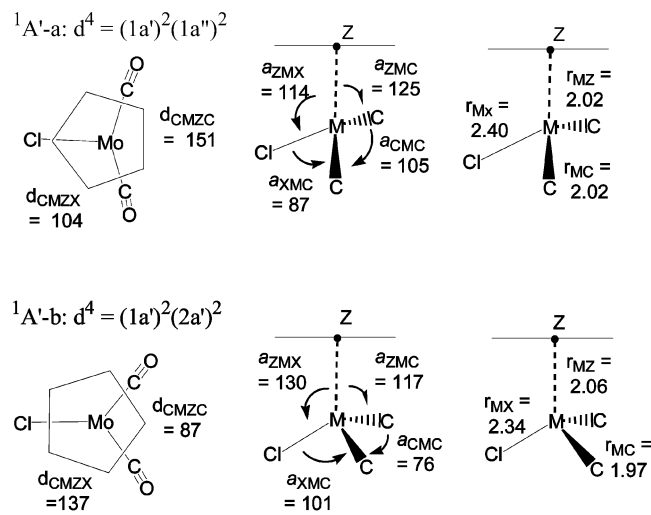 ¹A'-a: d⁴ = (1a')²(1a")²
O
C
Cl
Mo
C
O
dCMZC
= 151
dCMZX
= 104
Z
aZMX
= 114
aZMC
= 125
M
C
Cl
aCMC
= 105
aXMC
= 87
C
Z
rMZ =
2.02
rMx =
2.40
M
C
Cl
rMC =
2.02
C
¹A'-b: d⁴ = (1a')²(2a')²
O
C
Cl
Mo
C
O
dCMZC
= 87
dCMZX
=137
Z
aZMX
= 130
aZMC
= 117
M
C
Cl
aCMC
= 76
C
aXMC
= 101
Z
rMZ =
2.06
rMX =
2.34
M
C
Cl
rMC =
1.97
C